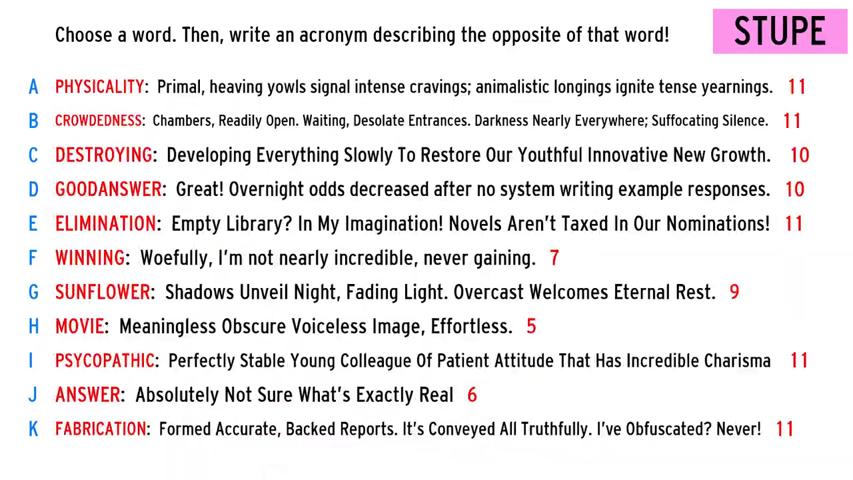 Choose a word. Then, write an acronym describing the opposite of that word!
STUPE
A PHYSICALITY: Primal, heaving yowls signal intense cravings; animalistic longings ignite tense yearnings. 11
B CROWDEDNESS: Chambers, Readily Open. Waiting, Desolate Entrances. Darkness Nearly Everywhere; Suffocating Silence. 11
C DESTROYING: Developing Everything Slowly To Restore Our Youthful Innovative New Growth. 10
D GOODANSWER: Great! Overnight odds decreased after no system writing example responses. 10
E ELIMINATION: Empty Library? In My Imagination! Novels Aren't Taxed In Our Nominations! 11
F WINNING: Woefully, I'm not nearly incredible, never gaining. 7
G SUNFLOWER: Shadows Unveil Night, Fading Light. Overcast Welcomes Eternal Rest. 9
H MOVIE: Meaningless Obscure Voiceless Image, Effortless. 5
I PSYCOPATHIC: Perfectly Stable Young Colleague Of Patient Attitude That Has Incredible Charisma 11
J ANSWER: Absolutely Not Sure What's Exactly Real 6
K FABRICATION: Formed Accurate, Backed Reports. It's Conveyed All Truthfully. I've Obfuscated? Never! 11